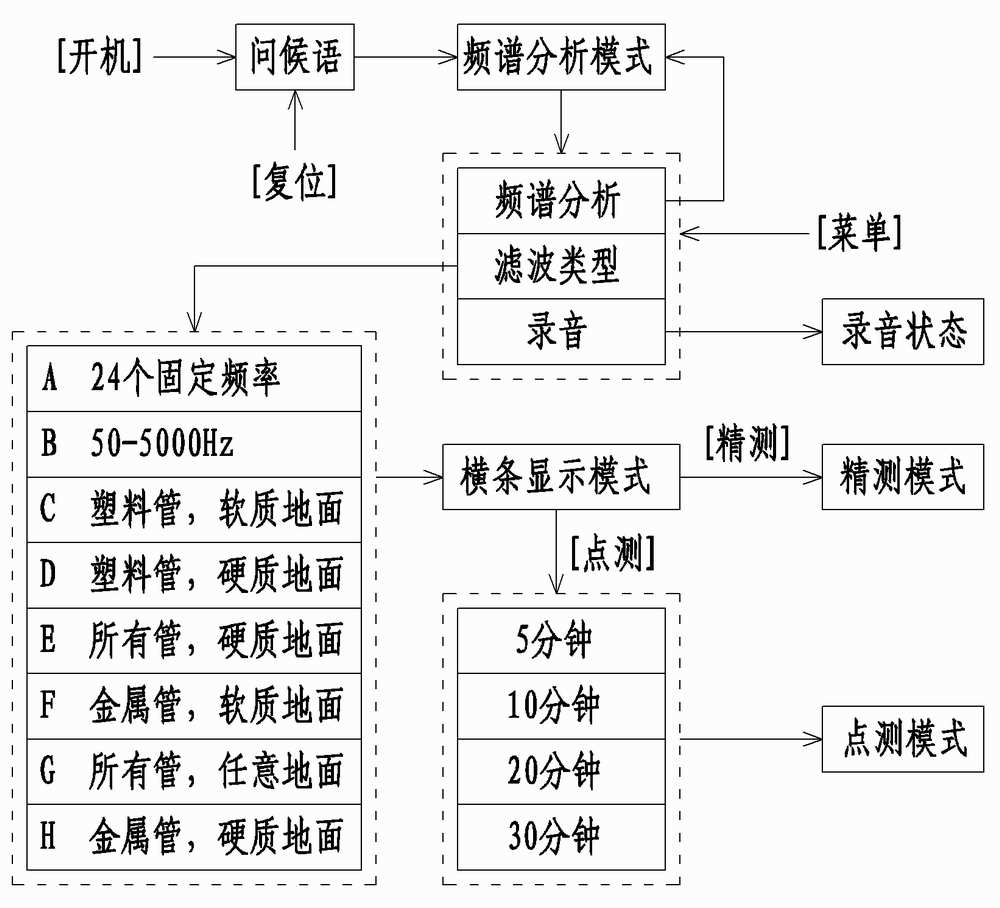 [开机]
问候语
频谱分析模式
[复位]
频谱分析
滤波类型
录音
[菜单]
录音状态
A 24个固定频率
B 50-5000Hz
C 塑料管，软质地面
D 塑料管，硬质地面
E 所有管，硬质地面
F 金属管，软质地面
G 所有管，任意地面
H 金属管，硬质地面
横条显示模式
[精测]
精测模式
[点测]
5分钟
10分钟
20分钟
30分钟
点测模式